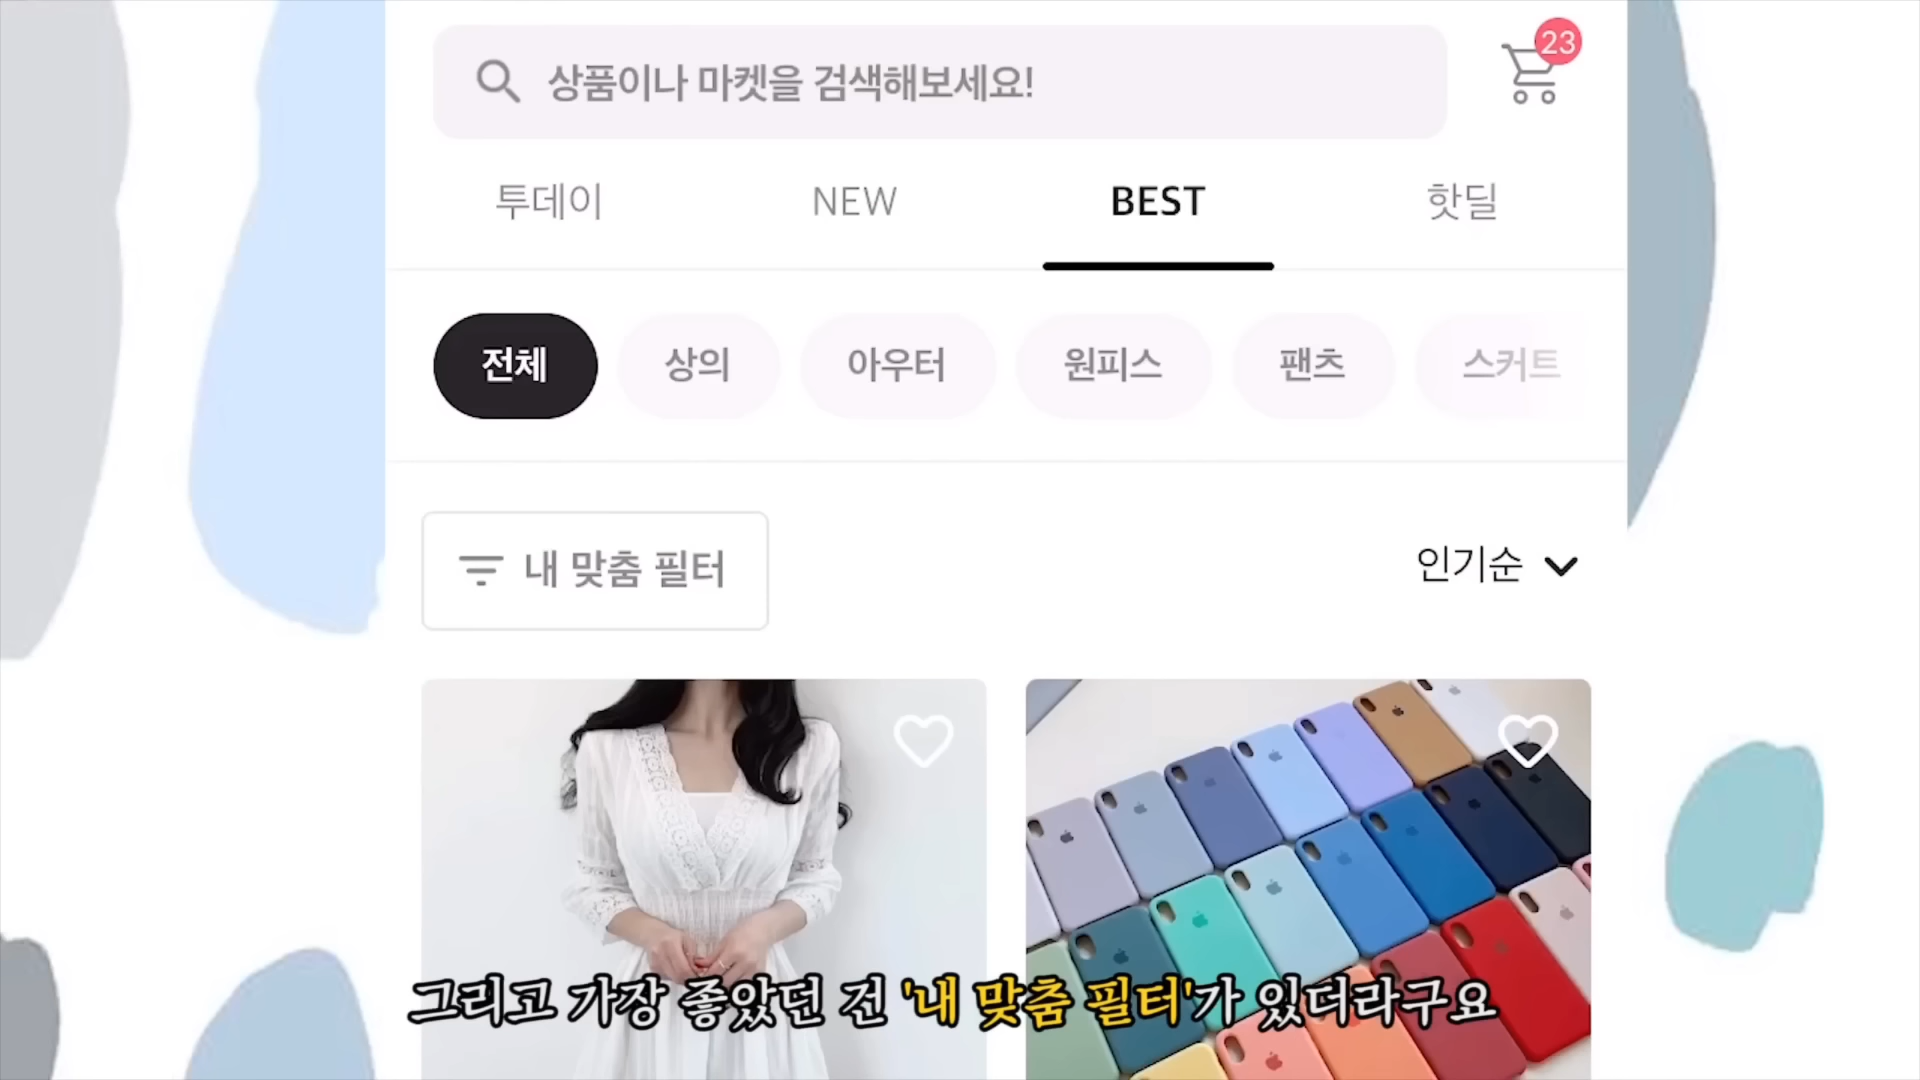 상품이나 마켓을 검색해보세요!
23
투데이 NEW BEST 핫딜
전체 상의 아우터 원피스 팬츠 스커트
내 맞춤 필터
인기순
그리고 가장 좋았던 건 '내 맞춤 필터'가 있더라구요